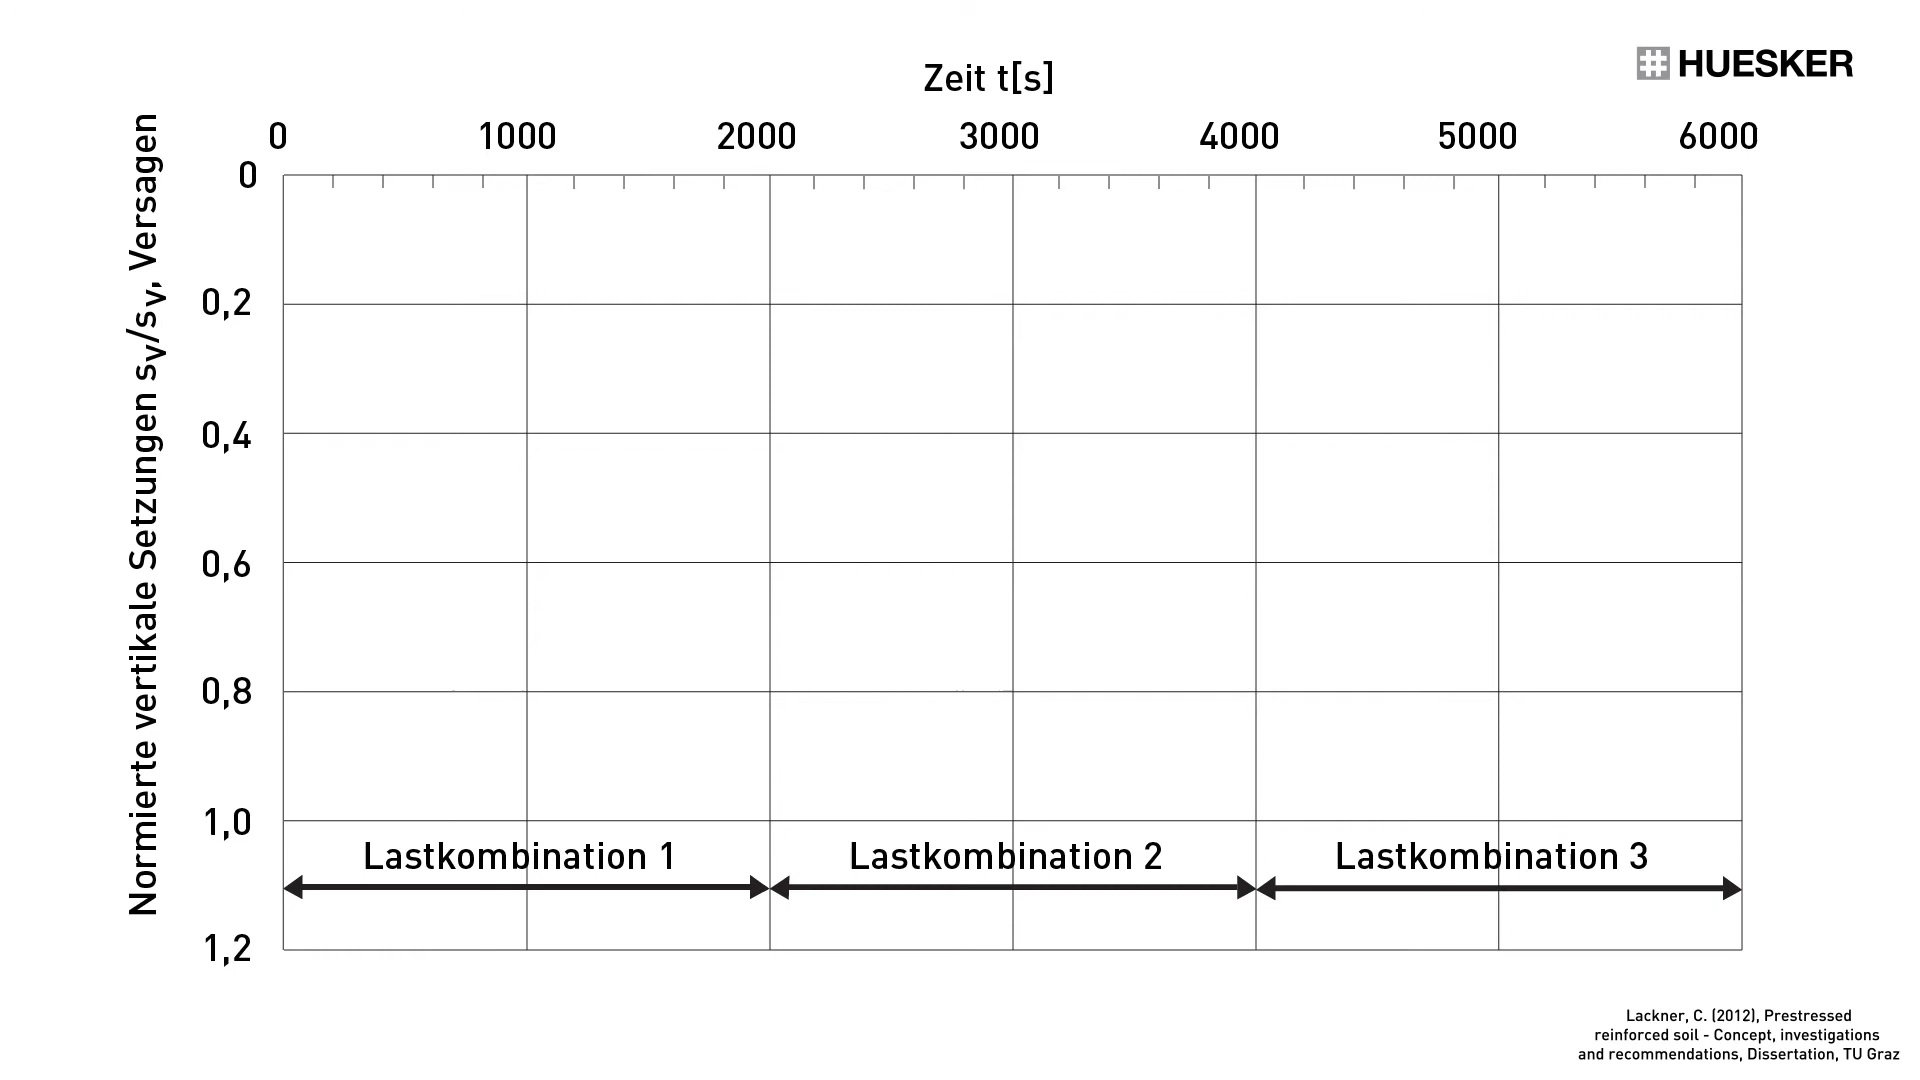 HUESKER
Zeit t[s]
0 1000 2000 3000 4000 5000 6000
Normierte vertikale Setzungen sV/sV, Versagen
0
0,2
0,4
0,6
0,8
1,0
1,2
Lastkombination 1 Lastkombination 2 Lastkombination 3
Lackner, C. (2012), Prestressed
reinforced soil - Concept, investigations
and recommendations, Dissertation, TU Graz